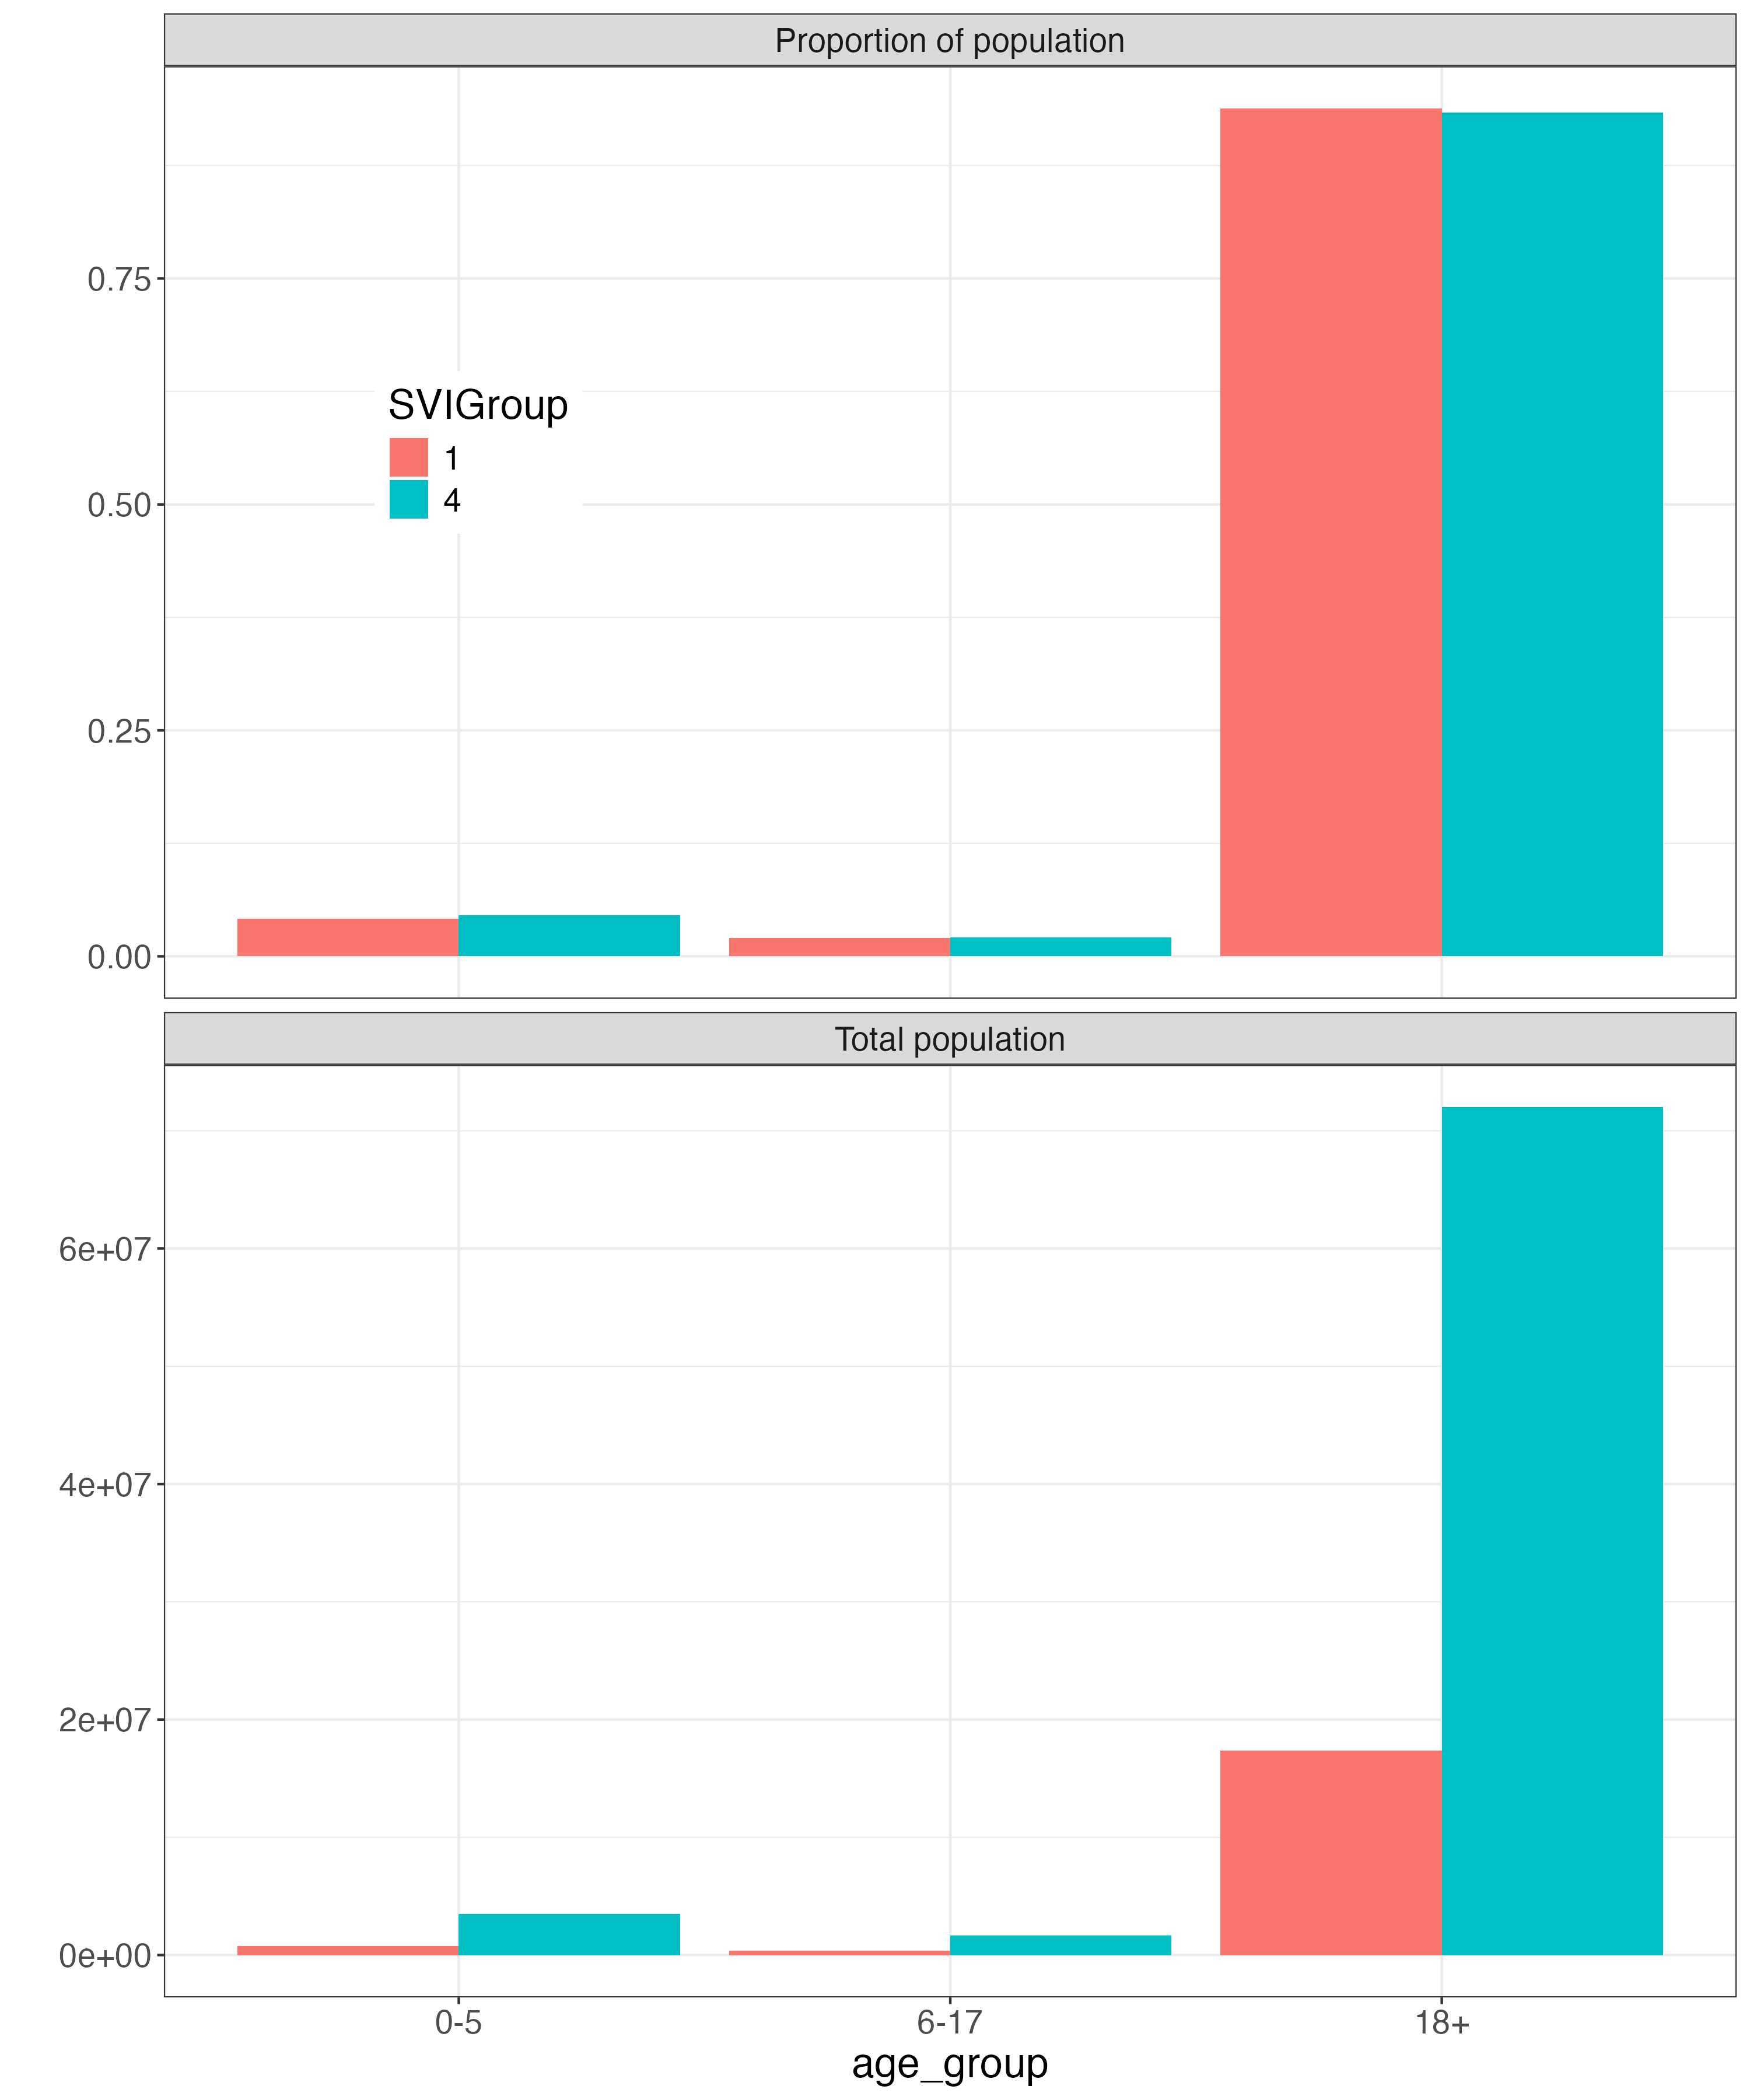 Proportion of population
0.75
SVIGroup
1
0.50
4
0.25
0.00
Total population
6e+07
4e+07
2e+07
0e+00
0-5 6-17 18+
age_group